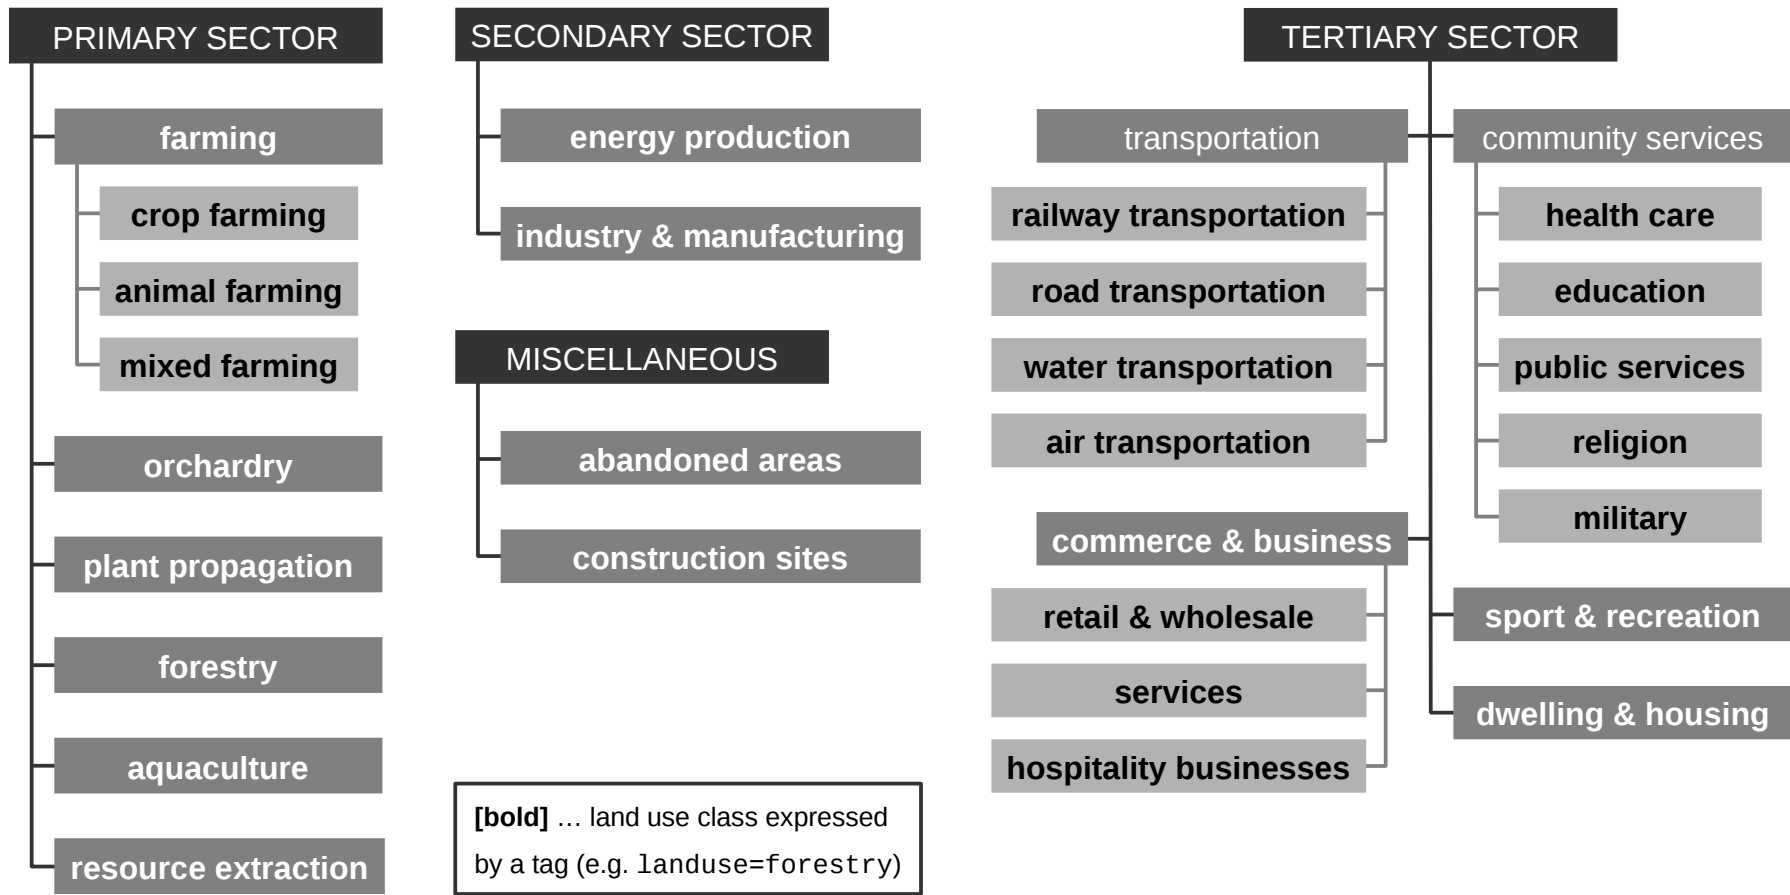 PRIMARY SECTOR
farming
crop farming
animal farming
mixed farming
orchardry
plant propagation
forestry
aquaculture
resource extraction
SECONDARY SECTOR
energy production
industry & manufacturing
MISCELLANEOUS
abandoned areas
construction sites
[bold] … land use class expressed
by a tag (e.g. landuse=forestry)
TERTIARY SECTOR
transportation
railway transportation
road transportation
water transportation
air transportation
commerce & business
retail & wholesale
services
hospitality businesses
community services
health care
education
public services
religion
military
sport & recreation
dwelling & housing